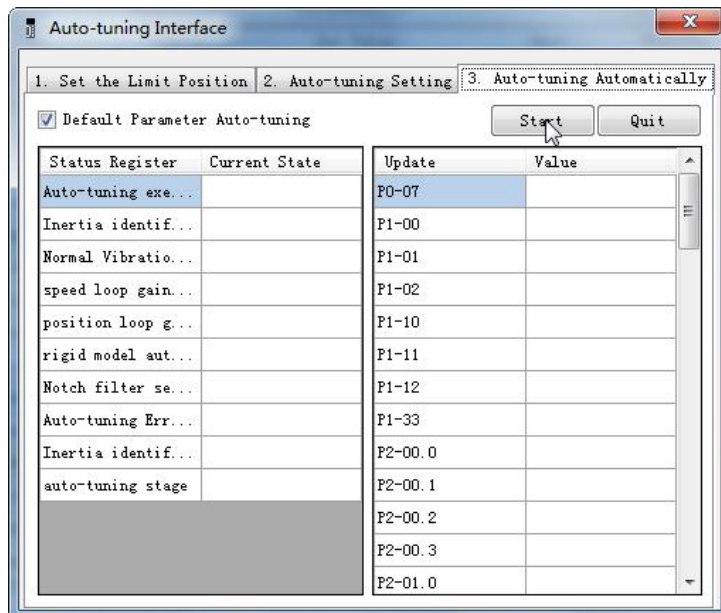 Auto-tuning Interface
1. Set the Limit Position 2. Auto-tuning Setting 3. Auto-tuning Automatically
Default Parameter Auto-tuning Start Quit
Status Register Current State Update Value
Auto-tuning exe... P0-07
Inertia identif... P1-00
Normal Vibratio... P1-01
speed loop gain... P1-02
position loop g... P1-10
rigid model aut... P1-11
Notch filter se... P1-12
Auto-tuning Err... P1-33
Inertia identif... P2-00.0
auto-tuning stage P2-00.1
P2-00.2
P2-00.3
P2-01.0